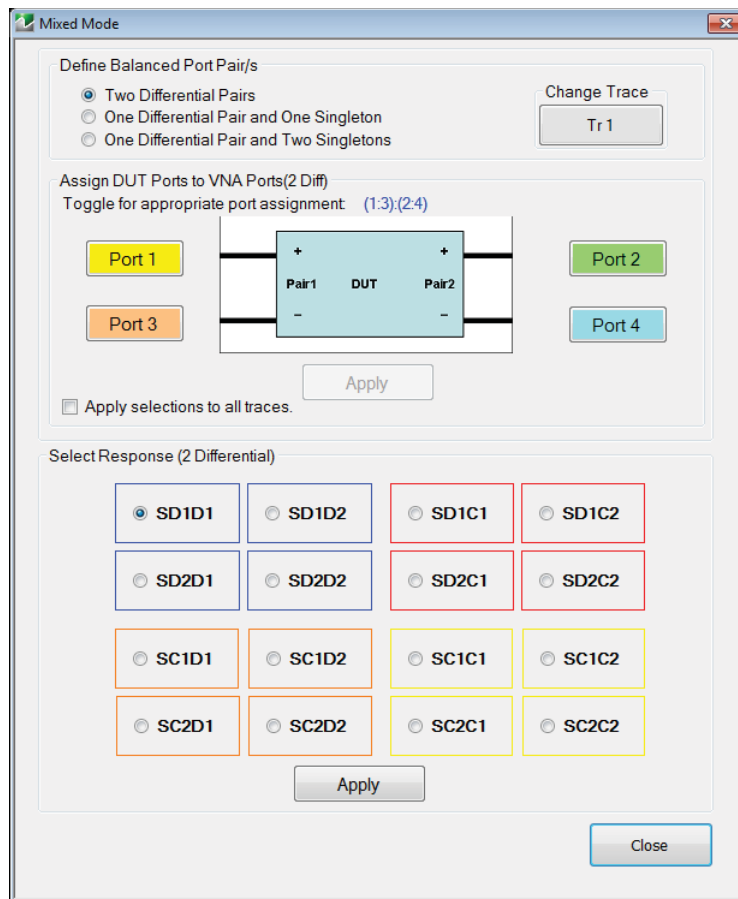 Mixed Mode
Define Balanced Port Pair/s
Two Differential Pairs
One Differential Pair and One Singleton
One Differential Pair and Two Singletons
Change Trace
Tr 1
Assign DUT Ports to VNA Ports(2 Diff)
Toggle for appropriate port assignment: (1:3):(2:4)
Port 1
+ +
Port 2
Pair1 DUT Pair2
Port 3
– –
Port 4
Apply
Apply selections to all traces.
Select Response (2 Differential)
SD1D1 SD1D2 SD1C1 SD1C2
SD2D1 SD2D2 SD2C1 SD2C2
SC1D1 SC1D2 SC1C1 SC1C2
SC2D1 SC2D2 SC2C1 SC2C2
Apply
Close